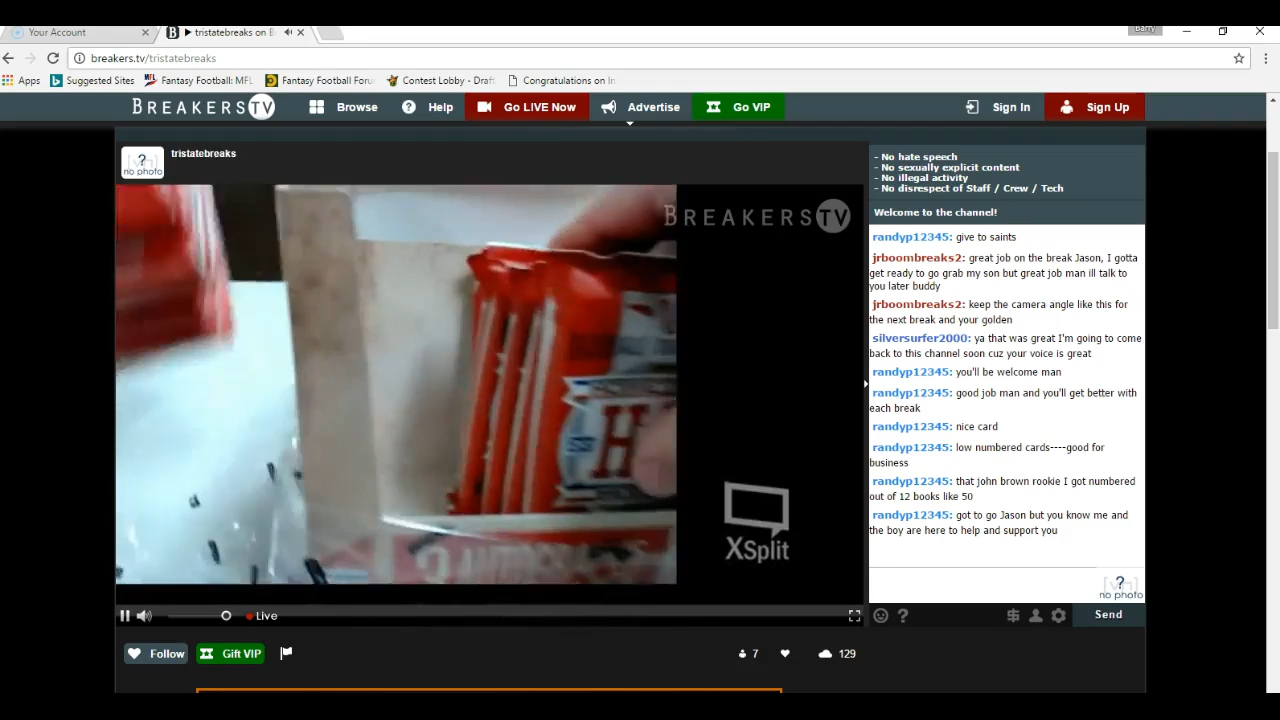 Your Account
tristatebreaks on B
Barry
breakers.tv/tristatebreaks
Apps
Suggested Sites
Fantasy Football: MFL
Fantasy Football Foru
Contest Lobby - Draft
Congratulations on In
BREAKERSTV
Browse
Help
Go LIVE Now
Advertise
Go VIP
Sign In
Sign Up
tristatebreaks
no photo
BREAKERSTV
XSplit
H
- No hate speech
- No sexually explicit content
- No illegal activity
- No disrespect of Staff / Crew / Tech
Welcome to the channel!
randyp12345: give to saints
jrboombreaks2: great job on the break Jason, I gotta
get ready to go grab my son but great job man ill talk to
you later buddy
jrboombreaks2: keep the camera angle like this for
the next break and your golden
silversurfer2000: ya that was great I'm going to come
back to this channel soon cuz your voice is great
randyp12345: you'll be welcome man
randyp12345: good job man and you'll get better with
each break
randyp12345: nice card
randyp12345: low numbered cards----good for
business
randyp12345: that john brown rookie I got numbered
out of 12 books like 50
randyp12345: got to go Jason but you know me and
the boy are here to help and support you
no photo
Send
Live
Follow
Gift VIP
7
129